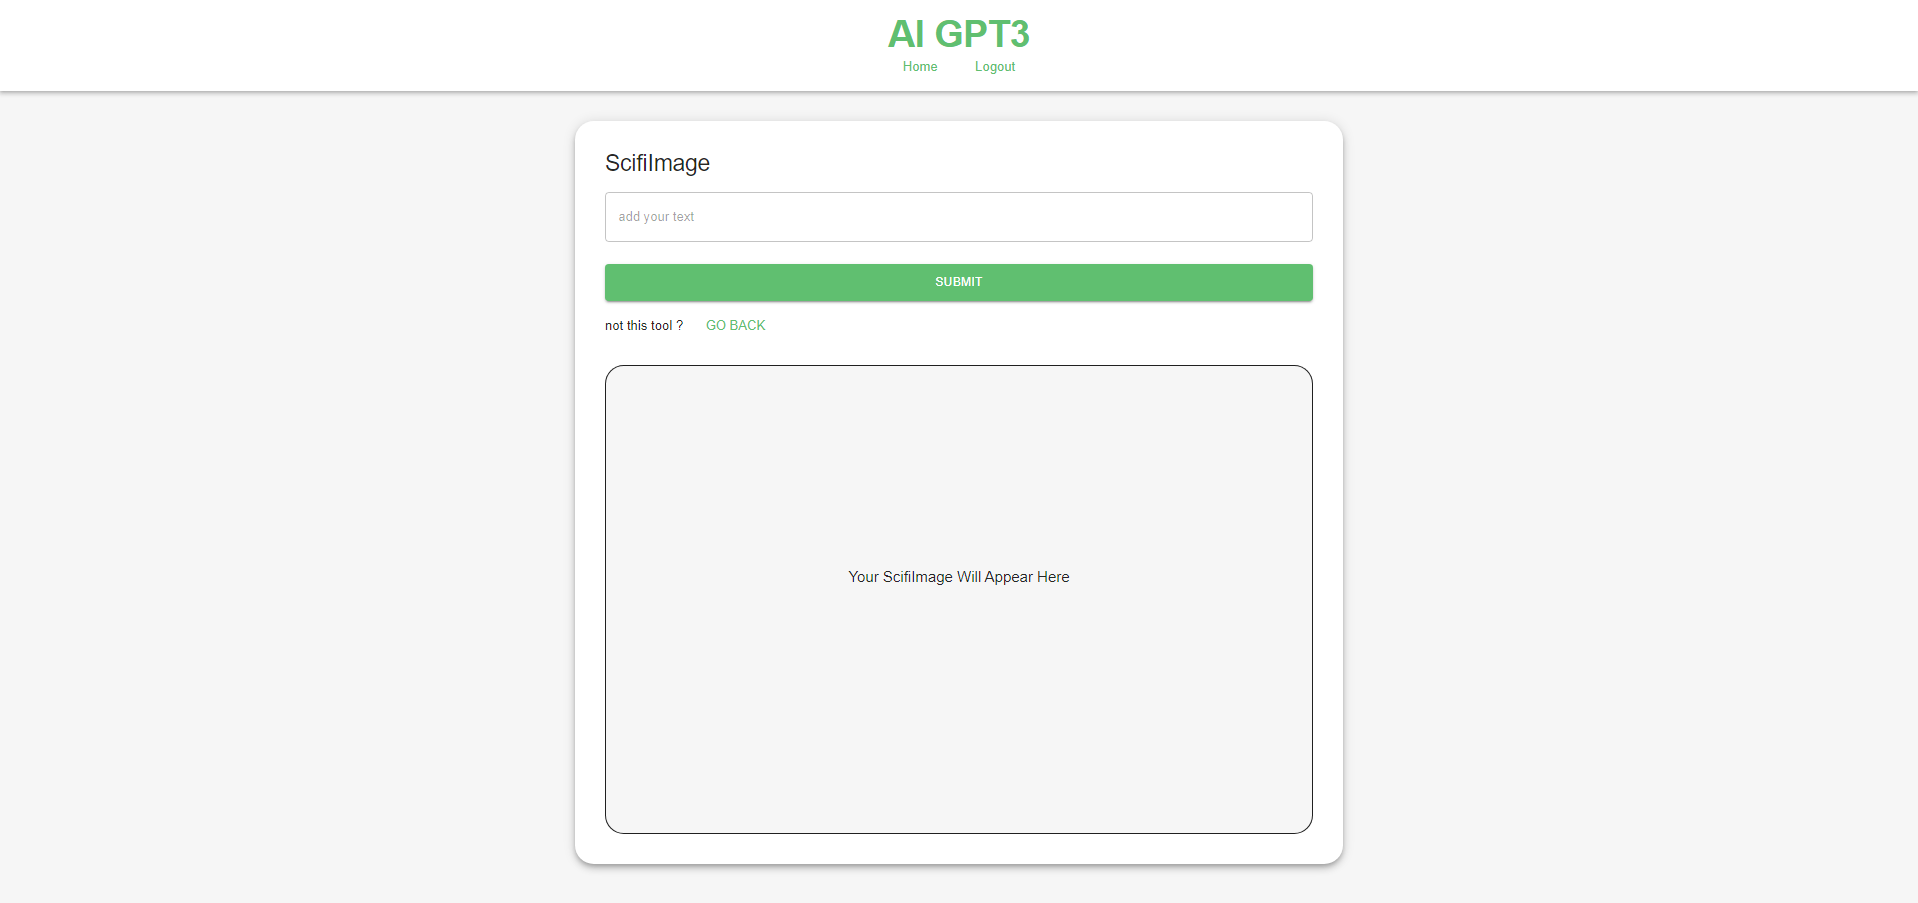 AI GPT3
Home Logout
ScifiImage
add your text
SUBMIT
not this tool ? GO BACK
Your ScifiImage Will Appear Here